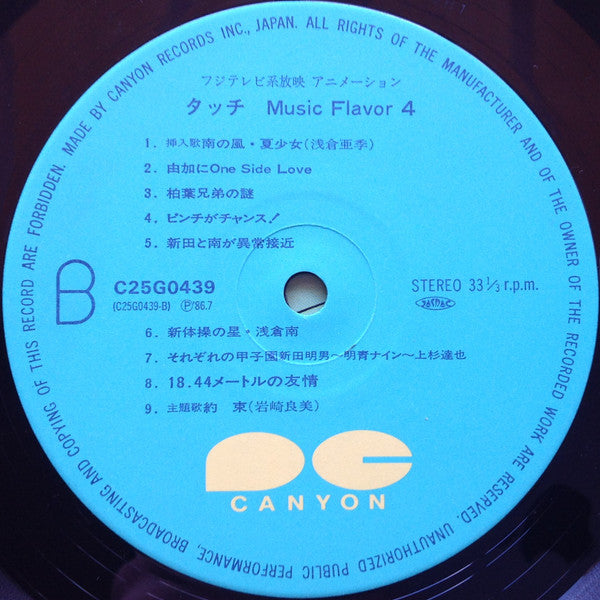 MADE BY CANYON RECORDS INC., JAPAN. ALL RIGHTS OF THE MANUFACTURER AND OF THE OWNER OF THE RECORDED WORK ARE RESERVED. UNAUTHORIZED PUBLIC PERFORMANCE, BROADCASTING AND COPYING OF THIS RECORD ARE FORBIDDEN.
フジテレビ系放映 アニメーション
タッチ Music Flavor 4
1. 挿入歌南の風・夏少女(浅倉亜季)
2. 由加にOne Side Love
3. 柏葉兄弟の謎
4. ピンチがチャンス!
5. 新田と南が異常接近
B
C25G0439
(C25G0439-B) Ⓟ/86.7
STEREO 33 1/3 r.p.m.
6. 新体操の星・浅倉南
7. それぞれの甲子園新田明男~明青ナイン~上杉達也
8. 18.44メートルの友情
9. 主題歌約束(岩崎良美)
CANYON